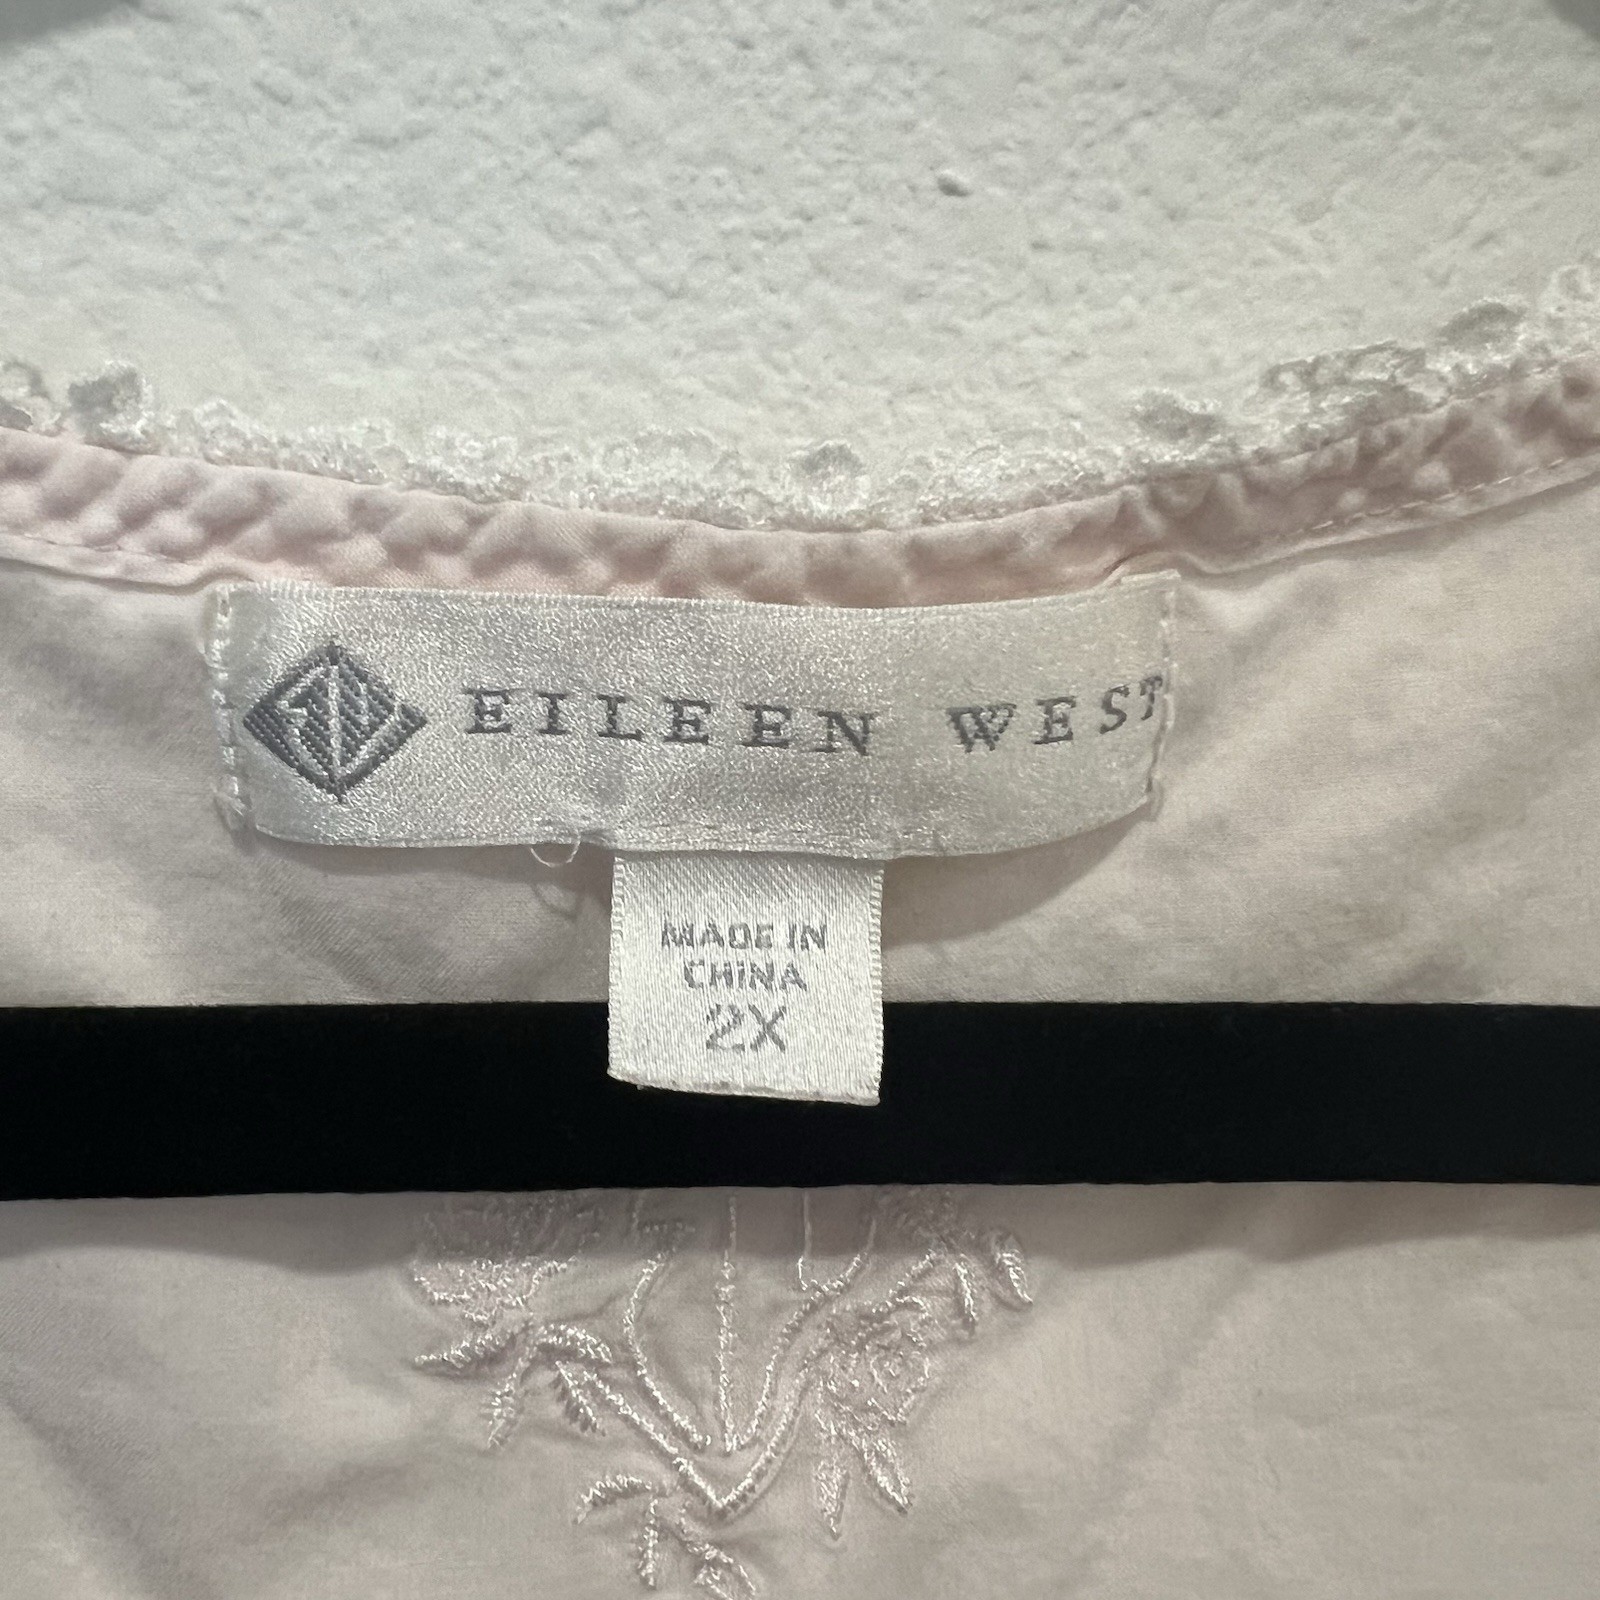 EILEEN WEST
MADE IN
CHINA
2X